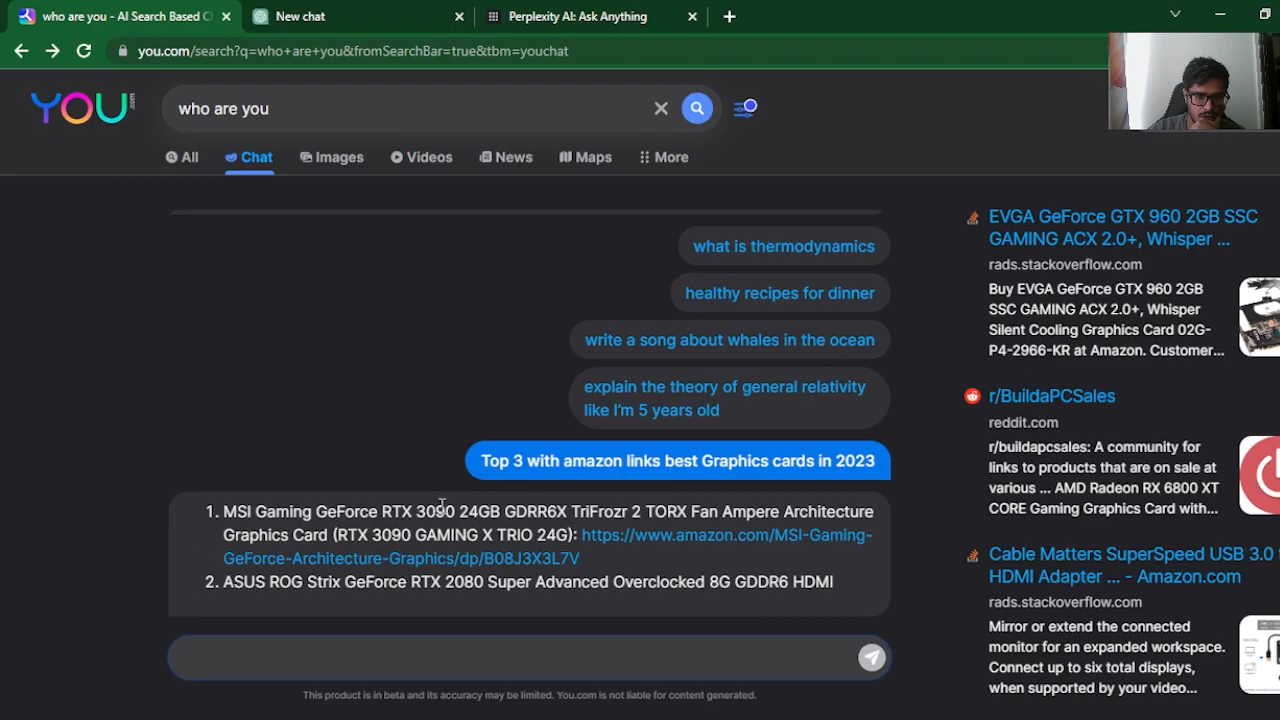 who are you - AI Search Based C
New chat
Perplexity AI: Ask Anything
you.com/search?q=who+are+you&fromSearchBar=true&tbm=youchat
YOU.com
who are you
All
Chat
Images
Videos
News
Maps
More
what is thermodynamics
healthy recipes for dinner
write a song about whales in the ocean
explain the theory of general relativity
like I'm 5 years old
Top 3 with amazon links best Graphics cards in 2023
1. MSI Gaming GeForce RTX 3090 24GB GDRR6X TriFrozr 2 TORX Fan Ampere Architecture
Graphics Card (RTX 3090 GAMING X TRIO 24G): https://www.amazon.com/MSI-Gaming-
GeForce-Architecture-Graphics/dp/B08J3X3L7V
2. ASUS ROG Strix GeForce RTX 2080 Super Advanced Overclocked 8G GDDR6 HDMI
This product is in beta and its accuracy may be limited. You.com is not liable for content generated.
EVGA GeForce GTX 960 2GB SSC
GAMING ACX 2.0+, Whisper ...
rads.stackoverflow.com
Buy EVGA GeForce GTX 960 2GB
SSC GAMING ACX 2.0+, Whisper
Silent Cooling Graphics Card 02G-
P4-2966-KR at Amazon. Customer...
r/BuildaPCSales
reddit.com
r/buildapcsales: A community for
links to products that are on sale at
various ... AMD Radeon RX 6800 XT
CORE Gaming Graphics Card with...
Cable Matters SuperSpeed USB 3.0
HDMI Adapter ... - Amazon.com
rads.stackoverflow.com
Mirror or extend the connected
monitor for an expanded workspace.
Connect up to six total displays,
when supported by your video...